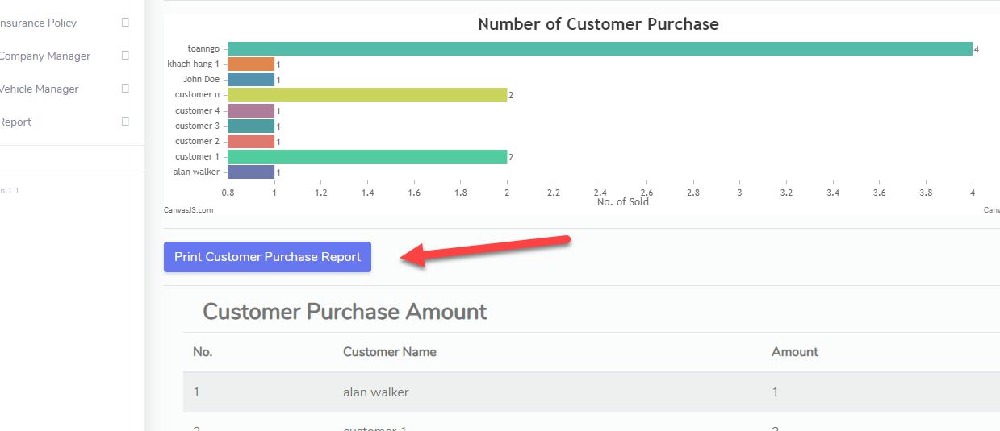 nsurance Policy
Company Manager
Vehicle Manager
Report
n 1.1
Number of Customer Purchase
toanngo 4
khach hang 1 1
John Doe 1
customer n 2
customer 4 1
customer 3 1
customer 2 1
customer 1 2
alan walker 1
0.8 1 1.2 1.4 1.6 1.8 2 2.2 2.4 2.6 2.8 3 3.2 3.4 3.6 3.8 4
No. of Sold
CanvasJS.com Canv
Print Customer Purchase Report
Customer Purchase Amount
No. Customer Name Amount
1 alan walker 1
2 customer 1 2